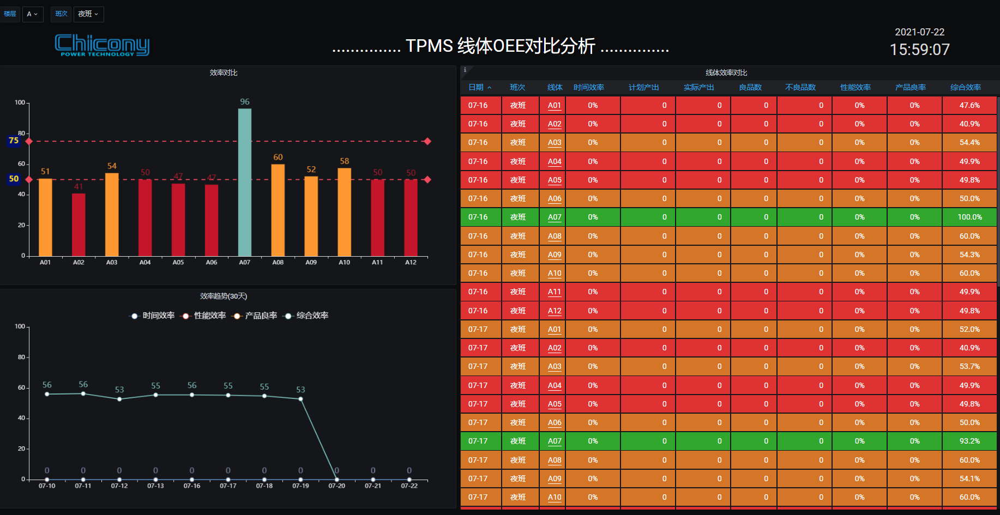 楼层 A 班次 夜班
Chicony
POWER TECHNOLOGY
............... TPMS 线体OEE对比分析 ...............
2021-07-22
15:59:07
效率对比
100
80
75
60
50
40
20
0
51 41 54 50 47 47 96 60 52 58 50 50
A01 A02 A03 A04 A05 A06 A07 A08 A09 A10 A11 A12
效率趋势(30天)
时间效率 性能效率 产品良率 综合效率
100
80
60
40
20
0
56 56 53 55 56 55 55 53
0 0 0 0 0 0 0 0 0 0 0
07-10 07-11 07-12 07-13 07-16 07-17 07-18 07-19 07-20 07-21 07-22
i
线体效率对比
日期 班次 线体 时间效率 计划产出 实际产出 良品数 不良品数 性能效率 产品良率 综合效率
07-16 夜班 A01 0% 0 0 0 0 0% 0% 47.6%
07-16 夜班 A02 0% 0 0 0 0 0% 0% 40.9%
07-16 夜班 A03 0% 0 0 0 0 0% 0% 54.4%
07-16 夜班 A04 0% 0 0 0 0 0% 0% 49.9%
07-16 夜班 A05 0% 0 0 0 0 0% 0% 49.8%
07-16 夜班 A06 0% 0 0 0 0 0% 0% 50.0%
07-16 夜班 A07 0% 0 0 0 0 0% 0% 100.0%
07-16 夜班 A08 0% 0 0 0 0 0% 0% 60.0%
07-16 夜班 A09 0% 0 0 0 0 0% 0% 54.3%
07-16 夜班 A10 0% 0 0 0 0 0% 0% 60.0%
07-16 夜班 A11 0% 0 0 0 0 0% 0% 49.9%
07-16 夜班 A12 0% 0 0 0 0 0% 0% 49.8%
07-17 夜班 A01 0% 0 0 0 0 0% 0% 52.0%
07-17 夜班 A02 0% 0 0 0 0 0% 0% 40.9%
07-17 夜班 A03 0% 0 0 0 0 0% 0% 53.7%
07-17 夜班 A04 0% 0 0 0 0 0% 0% 49.9%
07-17 夜班 A05 0% 0 0 0 0 0% 0% 49.8%
07-17 夜班 A06 0% 0 0 0 0 0% 0% 50.0%
07-17 夜班 A07 0% 0 0 0 0 0% 0% 93.2%
07-17 夜班 A08 0% 0 0 0 0 0% 0% 60.0%
07-17 夜班 A09 0% 0 0 0 0 0% 0% 54.1%
07-17 夜班 A10 0% 0 0 0 0 0% 0% 60.0%